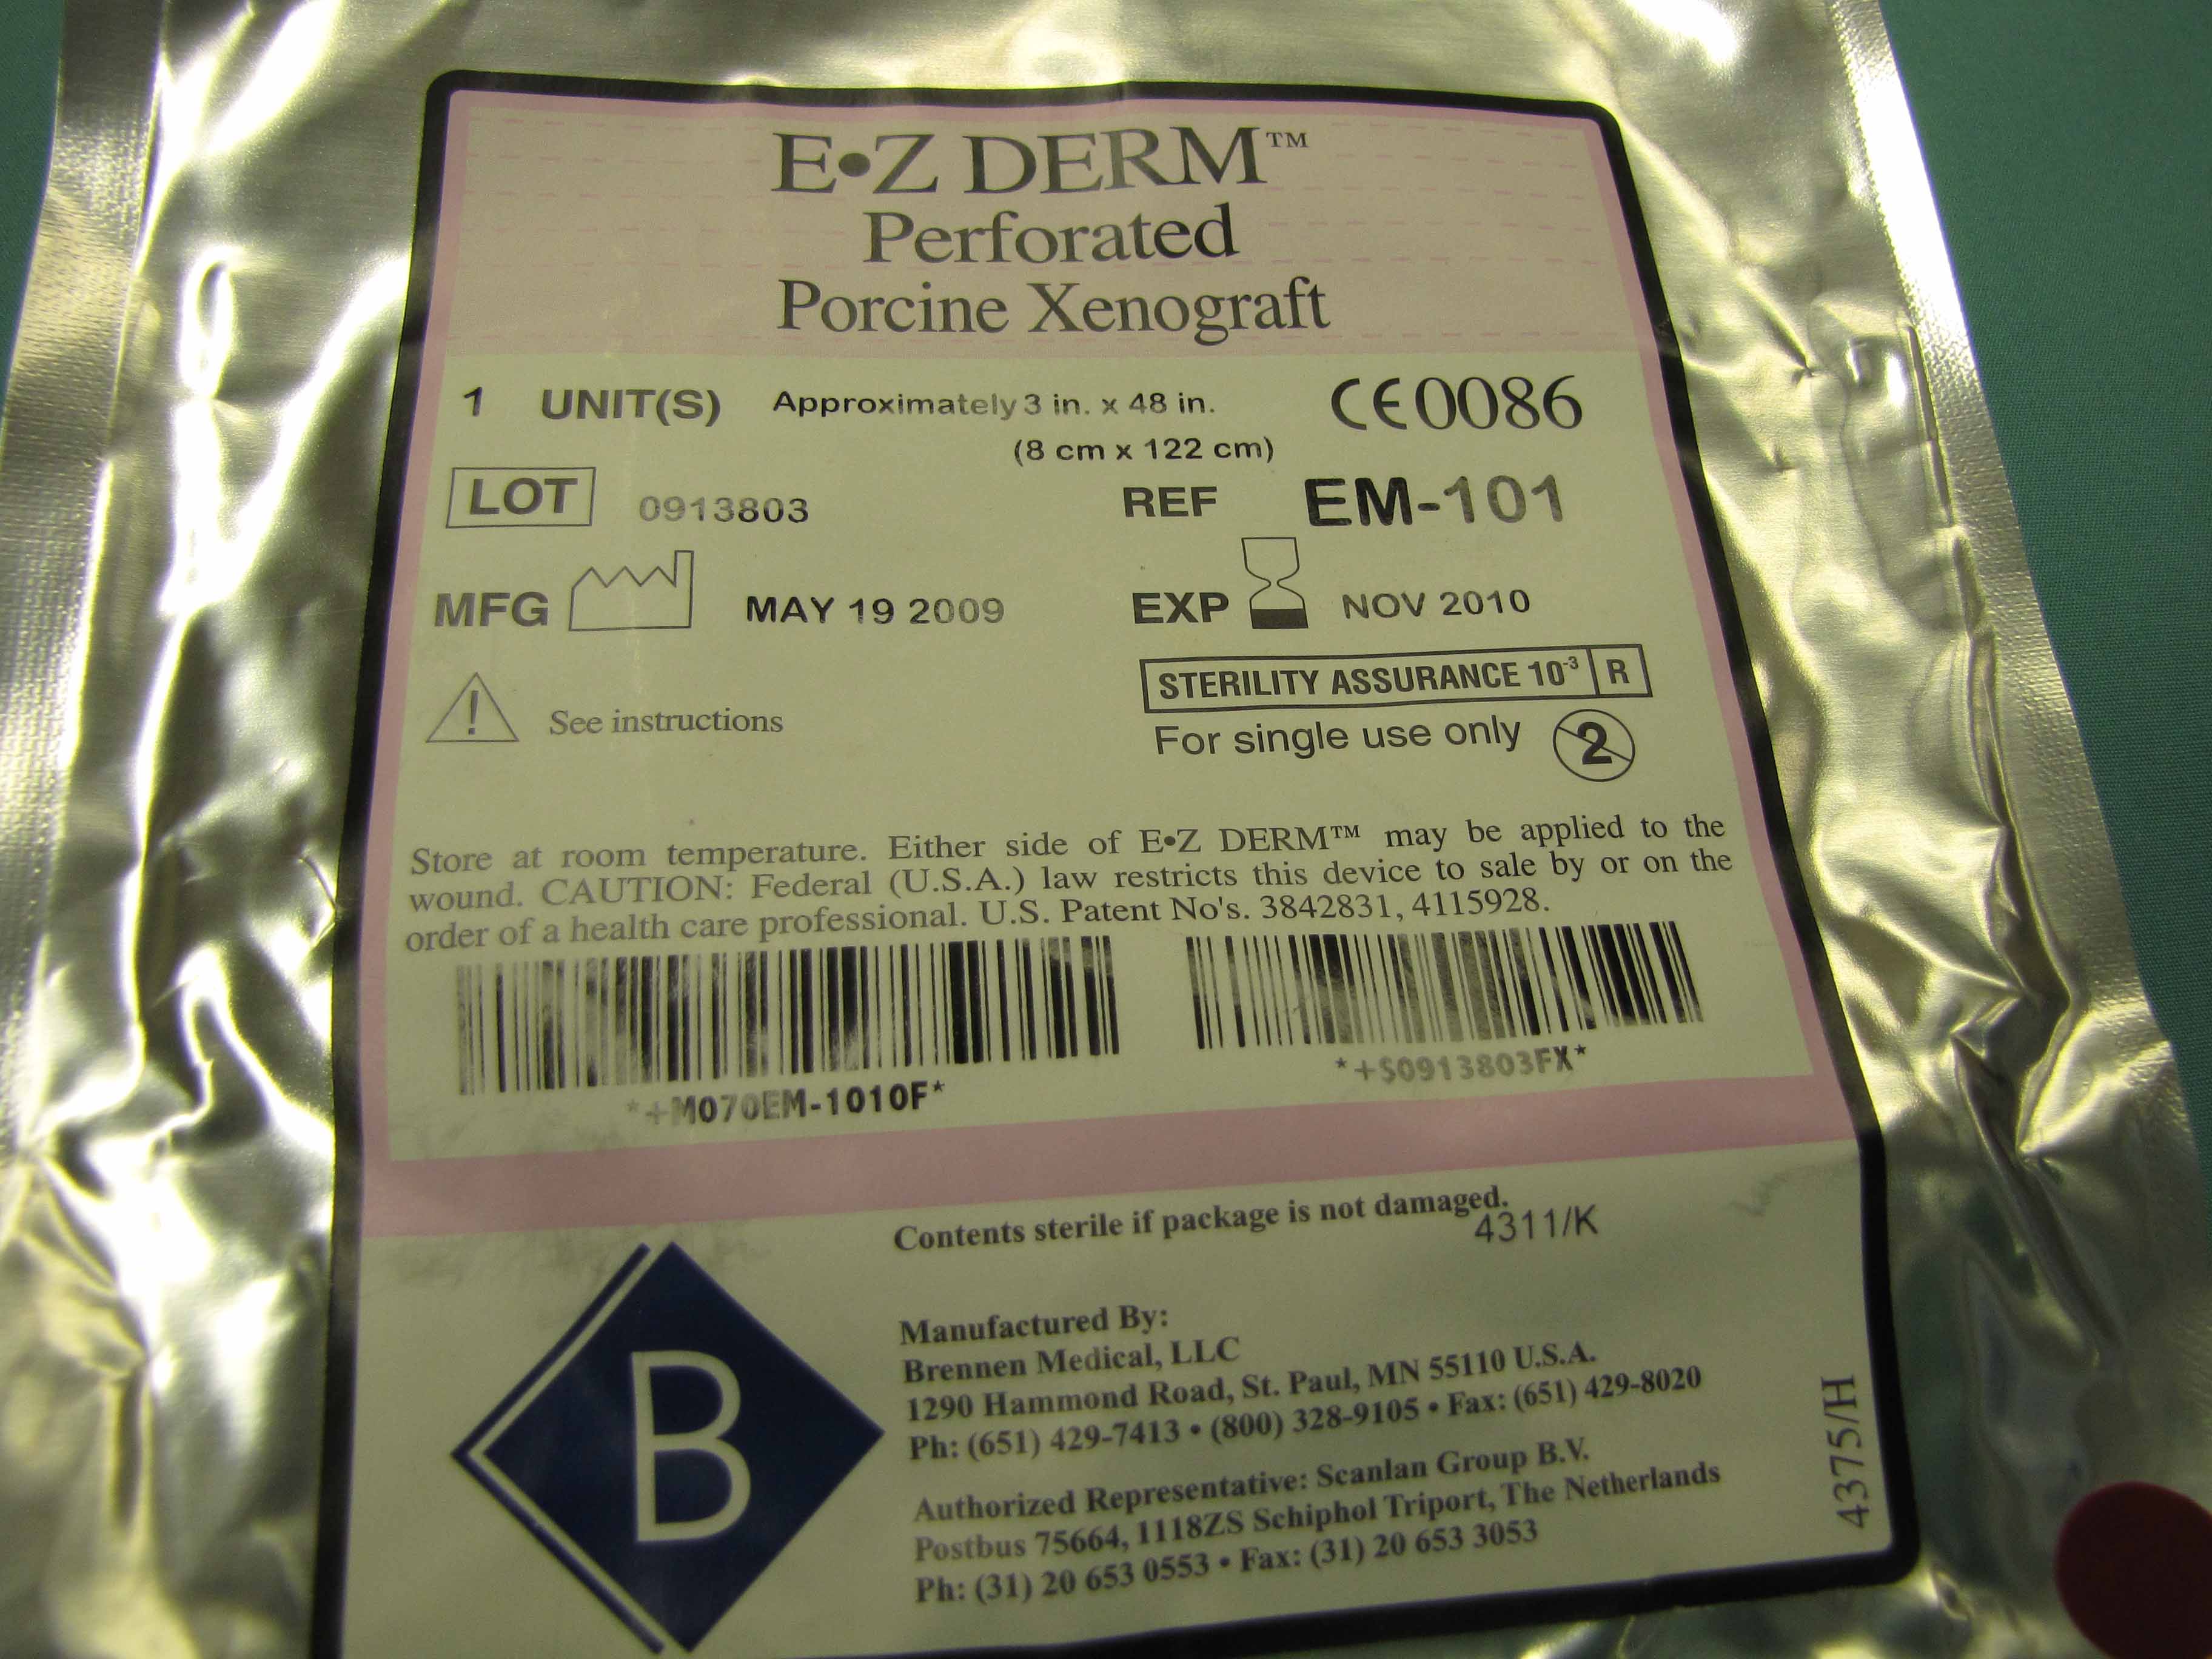 E•Z DERM™
Perforated
Porcine Xenograft
1 UNIT(S) Approximately 3 in. x 48 in. CE0086
(8 cm x 122 cm)
LOT 0913803 REF EM-101
MFG MAY 19 2009 EXP NOV 2010
STERILITY ASSURANCE 10⁻³ R
! See instructions
For single use only 2
Store at room temperature. Either side of E•Z DERM™ may be applied to the
wound. CAUTION: Federal (U.S.A.) law restricts this device to sale by or on the
order of a health care professional. U.S. Patent No's. 3842831, 4115928.
*+M070EM-1010F* *+S0913803FX*
Contents sterile if package is not damaged.
4311/K
B
Manufactured By:
Brennen Medical, LLC
1290 Hammond Road, St. Paul, MN 55110 U.S.A.
Ph: (651) 429-7413 • (800) 328-9105 • Fax: (651) 429-8020
Authorized Representative: Scanlan Group B.V.
Postbus 75664, 1118ZS Schiphol Triport, The Netherlands
Ph: (31) 20 653 0553 • Fax: (31) 20 653 3053
4375/H